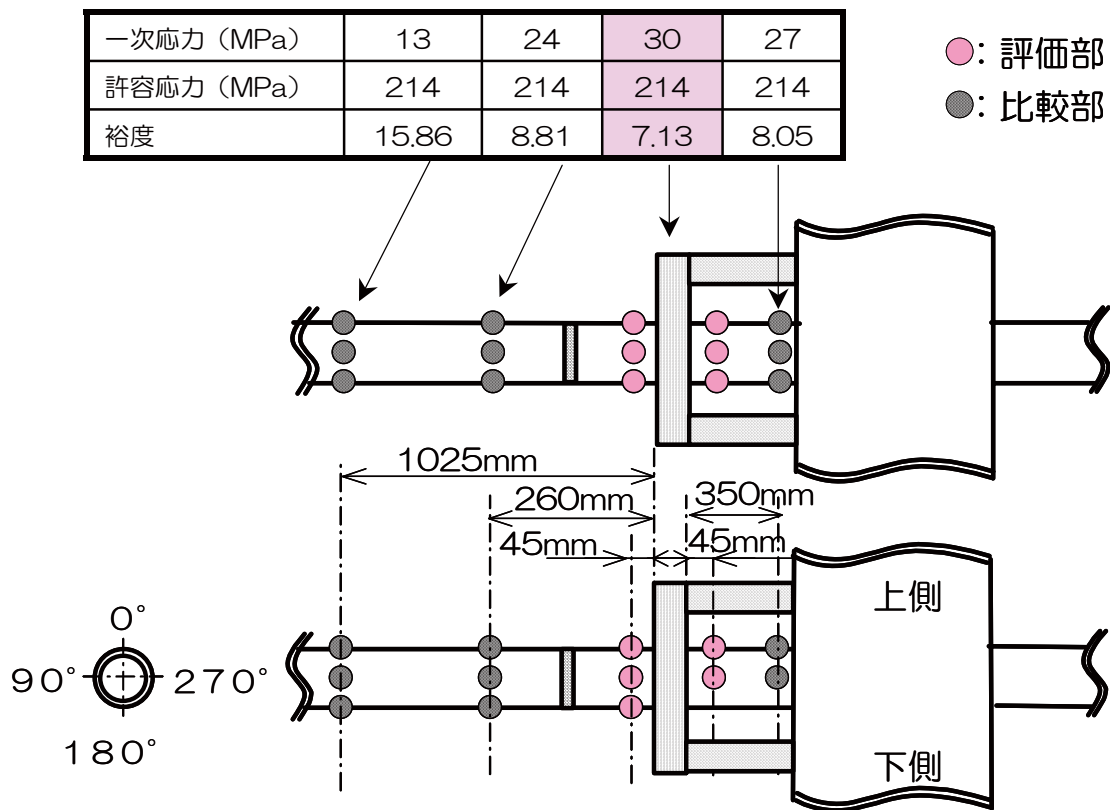 一次応力（MPa） 13 24 30 27
許容応力（MPa） 214 214 214 214
裕度 15.86 8.81 7.13 8.05
：評価部
：比較部
1025mm
260mm
350mm
45mm
45mm
上側
0°
90°
270°
180°
下側